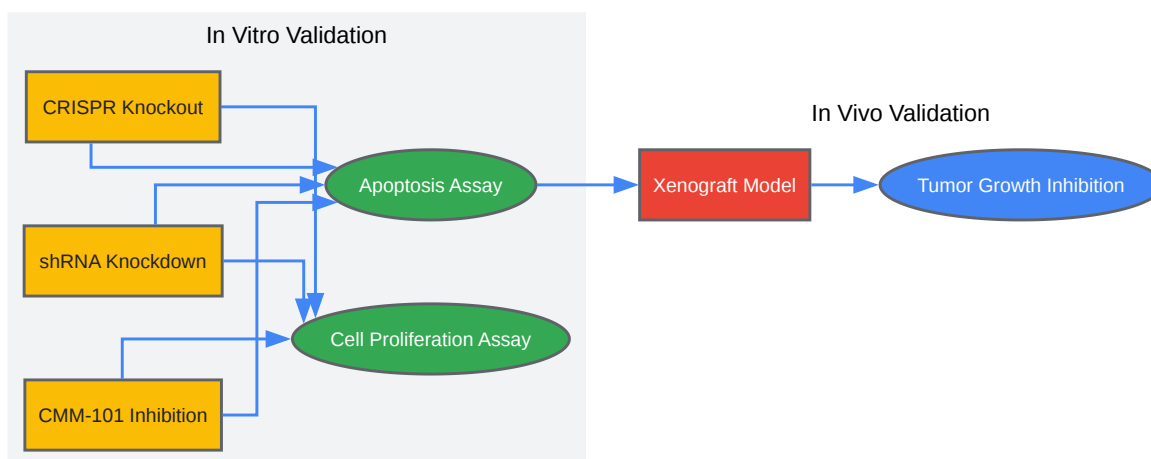 In Vitro Validation
CRISPR Knockout
shRNA Knockdown
CMM-101 Inhibition
Apoptosis Assay
Cell Proliferation Assay
In Vivo Validation
Xenograft Model
Tumor Growth Inhibition